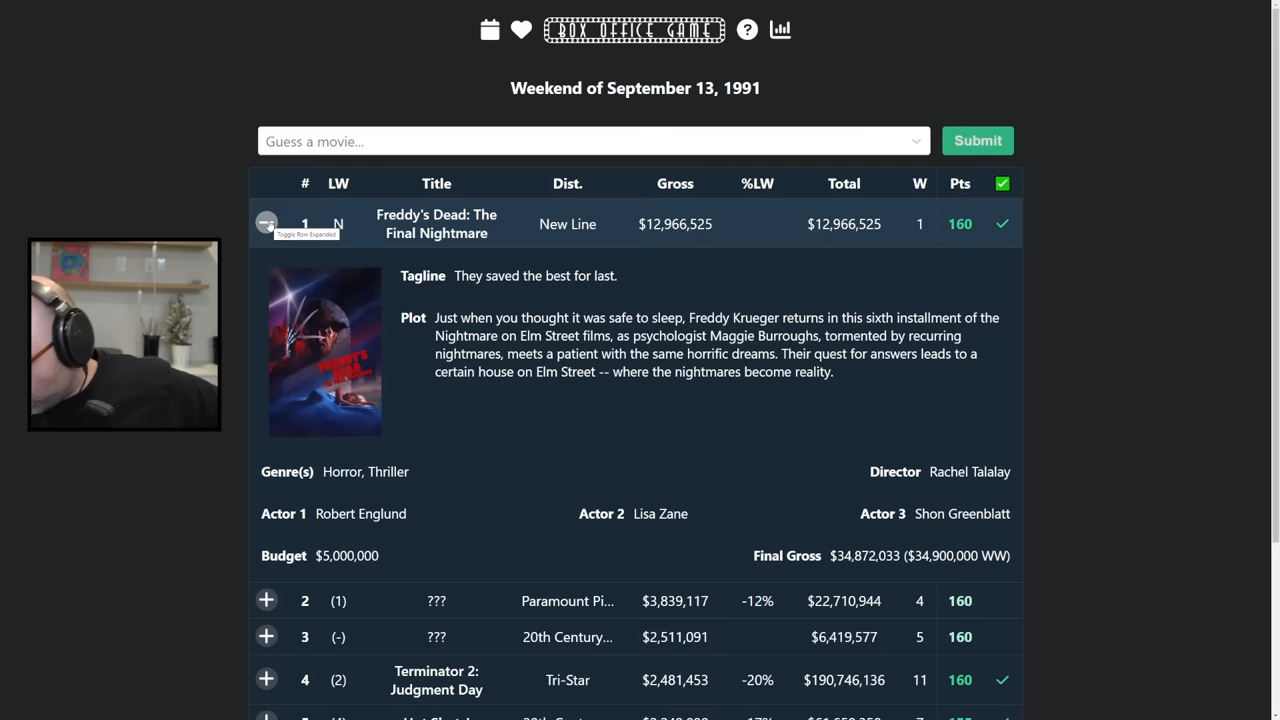 BOX OFFICE GAME
Weekend of September 13, 1991
Guess a movie...
Submit
# LW Title Dist. Gross %LW Total W Pts
1 N Freddy's Dead: The Final Nightmare New Line $12,966,525 $12,966,525 1 160
Toggle Row Expanded
Tagline They saved the best for last.
Plot Just when you thought it was safe to sleep, Freddy Krueger returns in this sixth installment of the
Nightmare on Elm Street films, as psychologist Maggie Burroughs, tormented by recurring
nightmares, meets a patient with the same horrific dreams. Their quest for answers leads to a
certain house on Elm Street -- where the nightmares become reality.
FREDDY'S
DEAD
Genre(s) Horror, Thriller Director Rachel Talalay
Actor 1 Robert Englund Actor 2 Lisa Zane Actor 3 Shon Greenblatt
Budget $5,000,000 Final Gross $34,872,033 ($34,900,000 WW)
2 (1) ??? Paramount Pi... $3,839,117 -12% $22,710,944 4 160
3 (-) ??? 20th Century... $2,511,091 $6,419,577 5 160
4 (2) Terminator 2: Judgment Day Tri-Star $2,481,453 -20% $190,746,136 11 160